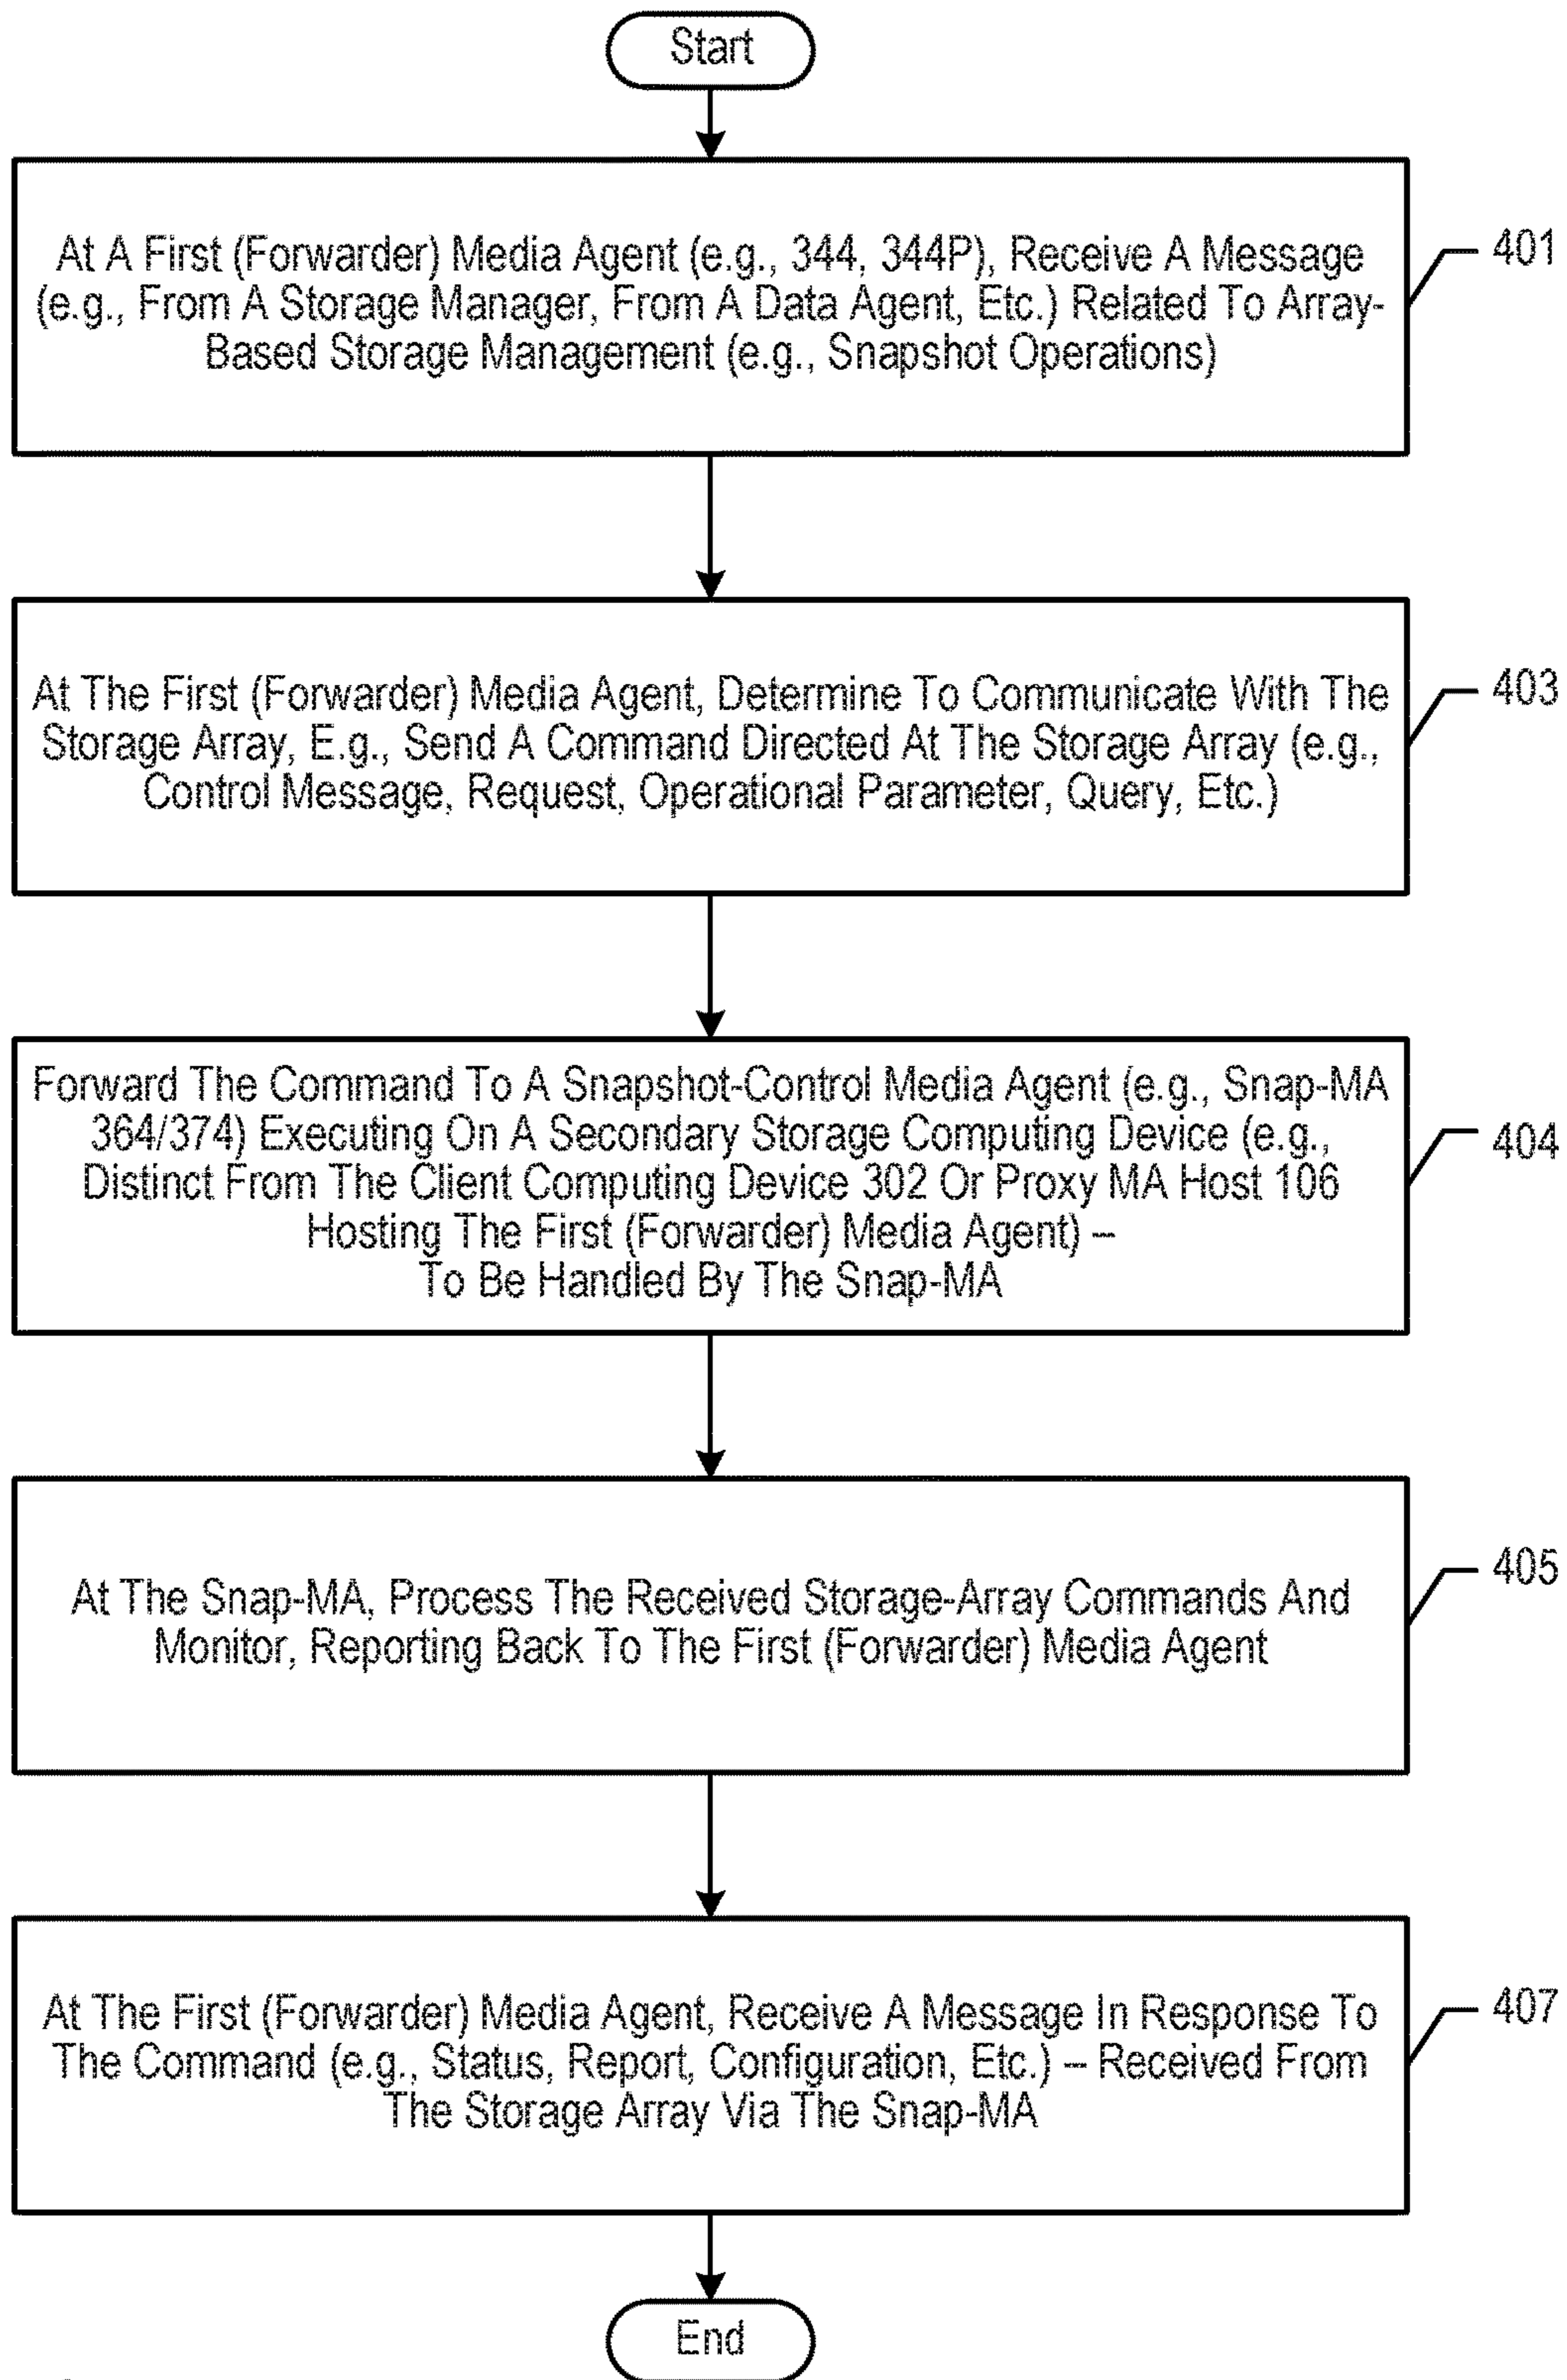 Start
At A First (Forwarder) Media Agent (e.g., 344, 344P), Receive A Message
(e.g., From A Storage Manager, From A Data Agent, Etc.) Related To Array-
Based Storage Management (e.g., Snapshot Operations)
401
At The First (Forwarder) Media Agent, Determine To Communicate With The
Storage Array, E.g., Send A Command Directed At The Storage Array (e.g.,
Control Message, Request, Operational Parameter, Query, Etc.)
403
Forward The Command To A Snapshot-Control Media Agent (e.g., Snap-MA
364/374) Executing On A Secondary Storage Computing Device (e.g.,
Distinct From The Client Computing Device 302 Or Proxy MA Host 106
Hosting The First (Forwarder) Media Agent) –
To Be Handled By The Snap-MA
404
At The Snap-MA, Process The Received Storage-Array Commands And
Monitor, Reporting Back To The First (Forwarder) Media Agent
405
At The First (Forwarder) Media Agent, Receive A Message In Response To
The Command (e.g., Status, Report, Configuration, Etc.) – Received From
The Storage Array Via The Snap-MA
407
End